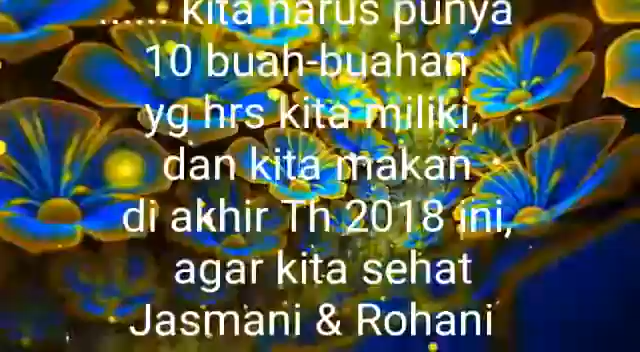 ...... kita harus punya
10 buah-buahan
yg hrs kita miliki,
dan kita makan
di akhir Th 2018 ini,
agar kita sehat
Jasmani & Rohani